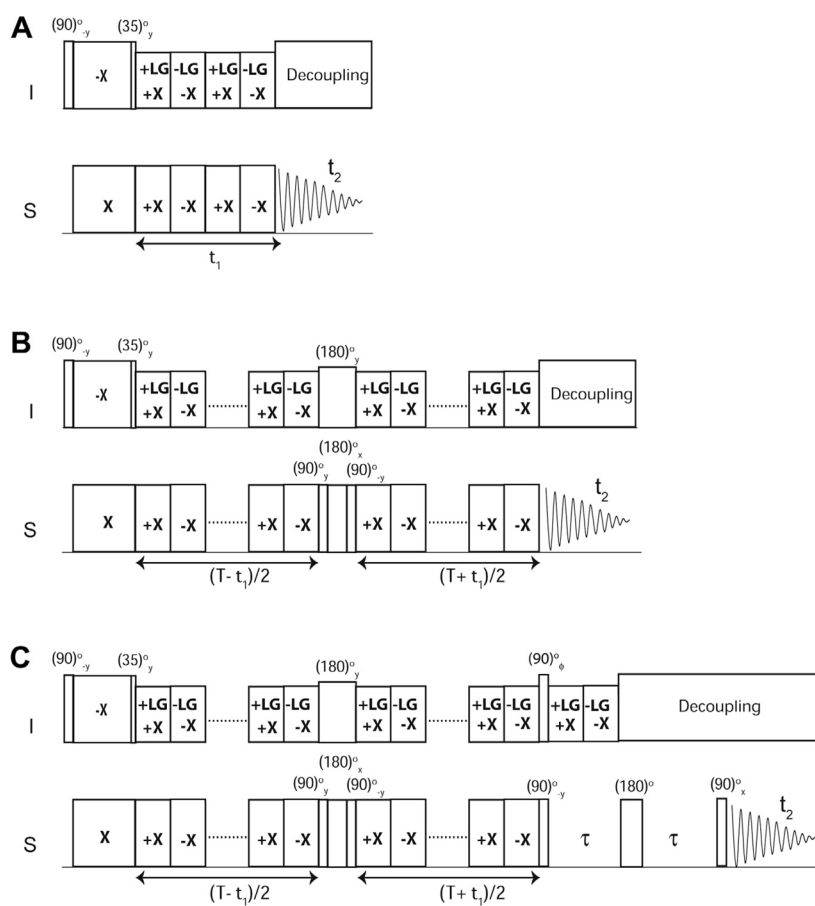 A
(90)°-y (35)°y
I -X +LG -LG +LG -LG Decoupling
+X -X +X -X
S X +X -X +X -X t2
t1
B
(90)°-y (35)°y (180)°y
I -X +LG -LG +LG -LG +LG -LG +LG -LG Decoupling
+X -X +X -X +X -X +X -X
(180)°x
(90)°y (90)°-y
S X +X -X +X -X +X -X +X -X t2
(T- t1)/2 (T+ t1)/2
C
(90)°-y (35)°y (180)°y (90)°ϕ
I -X +LG -LG +LG -LG +LG -LG +LG -LG +LG -LG Decoupling
+X -X +X -X +X -X +X -X +X -X
(180)°x
(90)°y (90)°-y (90)°-y (180)° (90)°x
S X +X -X +X -X +X -X +X -X τ τ t2
(T- t1)/2 (T+ t1)/2